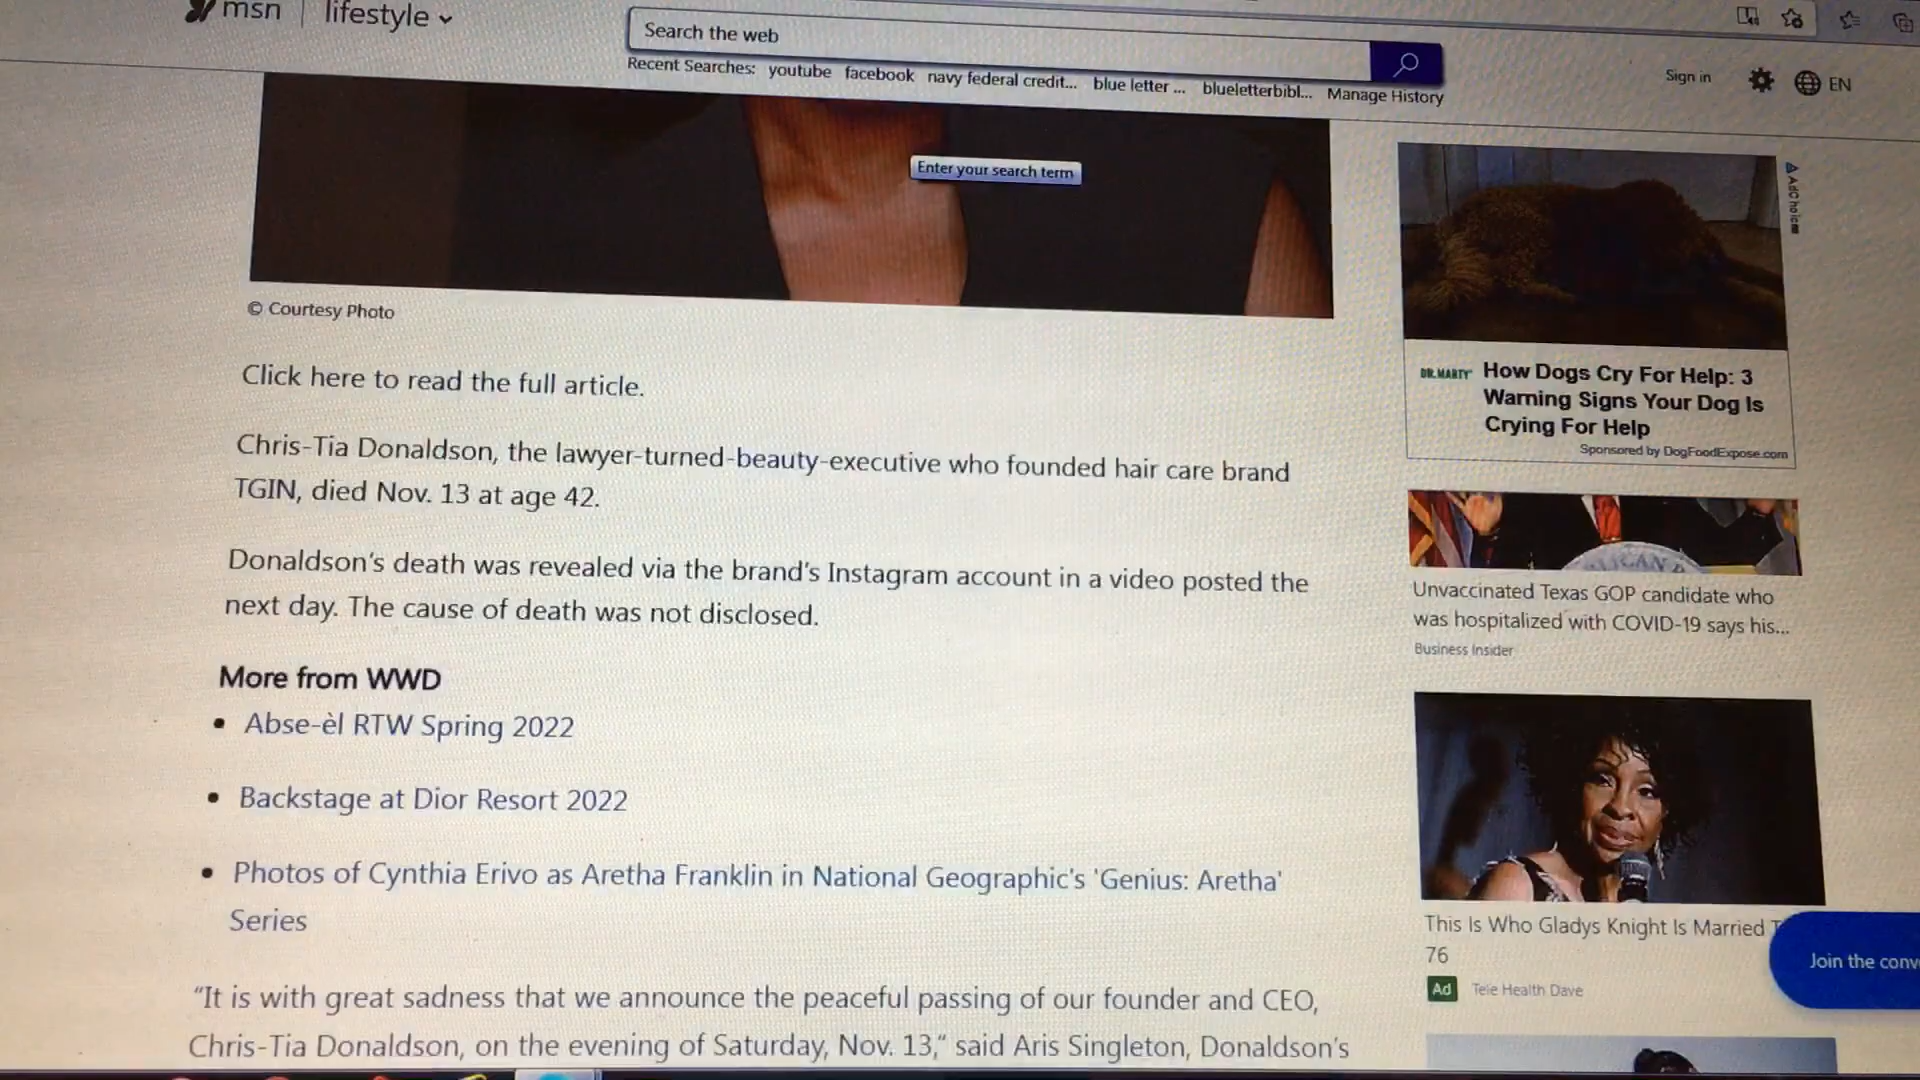 msn | lifestyle
Search the web
Recent Searches: youtube facebook navy federal credit... blue letter ... blueletterbibl... Manage History
Sign in
EN
Enter your search term
© Courtesy Photo
Click here to read the full article.
Chris-Tia Donaldson, the lawyer-turned-beauty-executive who founded hair care brand
TGIN, died Nov. 13 at age 42.
Donaldson's death was revealed via the brand's Instagram account in a video posted the
next day. The cause of death was not disclosed.
More from WWD
• Abse-èl RTW Spring 2022
• Backstage at Dior Resort 2022
• Photos of Cynthia Erivo as Aretha Franklin in National Geographic's 'Genius: Aretha'
Series
“It is with great sadness that we announce the peaceful passing of our founder and CEO,
Chris-Tia Donaldson, on the evening of Saturday, Nov. 13,” said Aris Singleton, Donaldson's
AdChoices
DR. MARTY
How Dogs Cry For Help: 3
Warning Signs Your Dog Is
Crying For Help
Sponsored by DogFoodExpose.com
Unvaccinated Texas GOP candidate who
was hospitalized with COVID-19 says his...
Business Insider
This Is Who Gladys Knight Is Married
76
Ad Tele Health Dave
Join the conv